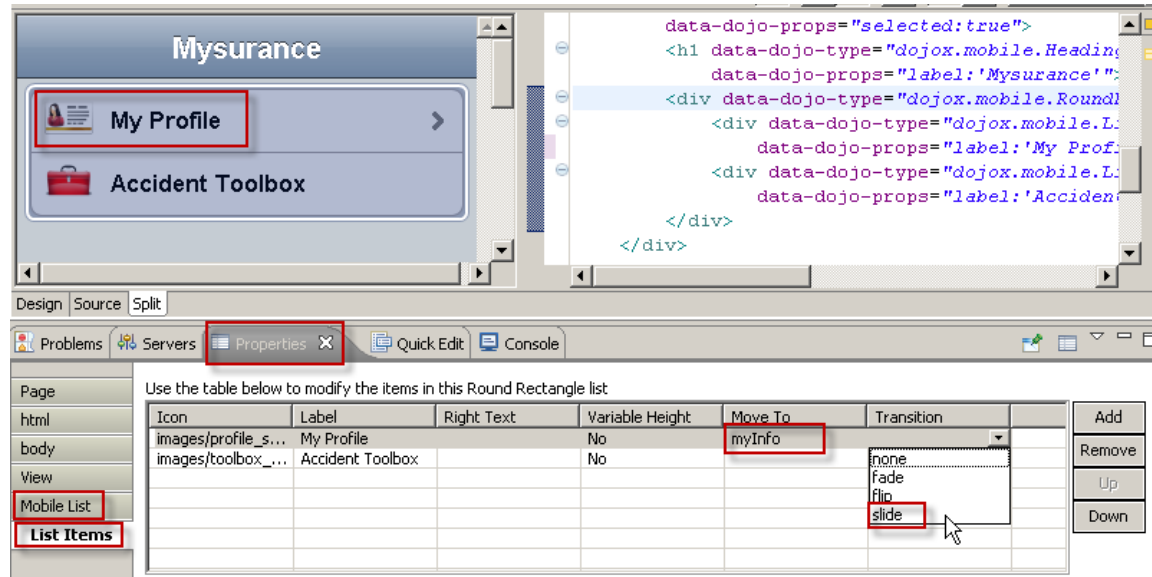 Mysurance
My Profile
Accident Toolbox
data-dojo-props="selected:true">
<h1 data-dojo-type="dojox.mobile.Heading
data-dojo-props="label:'Mysurance'">
<div data-dojo-type="dojox.mobile.Round
<div data-dojo-type="dojox.mobile.Li
data-dojo-props="label:'My Prof
<div data-dojo-type="dojox.mobile.Li
data-dojo-props="label:'Acciden
</div>
</div>
Design Source Split
Problems Servers Properties Quick Edit Console
Use the table below to modify the items in this Round Rectangle list
Page
html
body
View
Mobile List
List Items
Icon Label Right Text Variable Height Move To Transition
images/profile_s... My Profile No myInfo
images/toolbox_... Accident Toolbox No
none
fade
flip
slide
Add
Remove
Up
Down